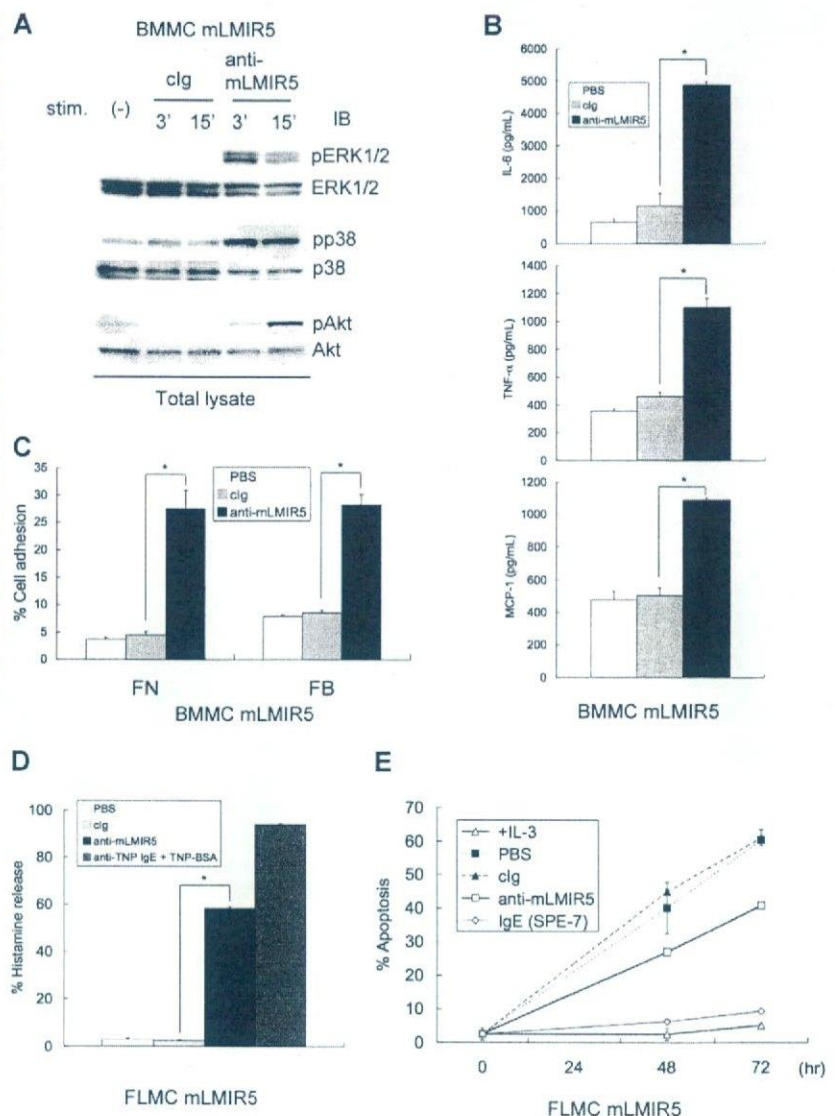 A
BMMC mLMIR5
anti-
cIg mLMIR5
stim. (-) 3' 15' 3' 15' IB
pERK1/2
ERK1/2
pp38
p38
pAkt
Akt
Total lysate
B
6000
5000
4000
3000
2000
1000
0
IL-6 (pg/mL)
PBS
cIg
anti-mLMIR5
*
1400
1200
1000
800
600
400
200
0
TNF-α (pg/mL)
*
1200
1000
800
600
400
200
0
MCP-1 (pg/mL)
*
BMMC mLMIR5
C
35
30
25
20
15
10
5
0
% Cell adhesion
PBS
cIg
anti-mLMIR5
* *
FN FB
BMMC mLMIR5
D
100
80
60
40
20
0
% Histamine release
PBS
cIg
anti-mLMIR5
anti-TNP IgE + TNP-BSA
*
FLMC mLMIR5
E
70
60
50
40
30
20
10
0
% Apoptosis
+IL-3
PBS
cIg
anti-mLMIR5
IgE (SPE-7)
0 24 48 72 (hr)
FLMC mLMIR5